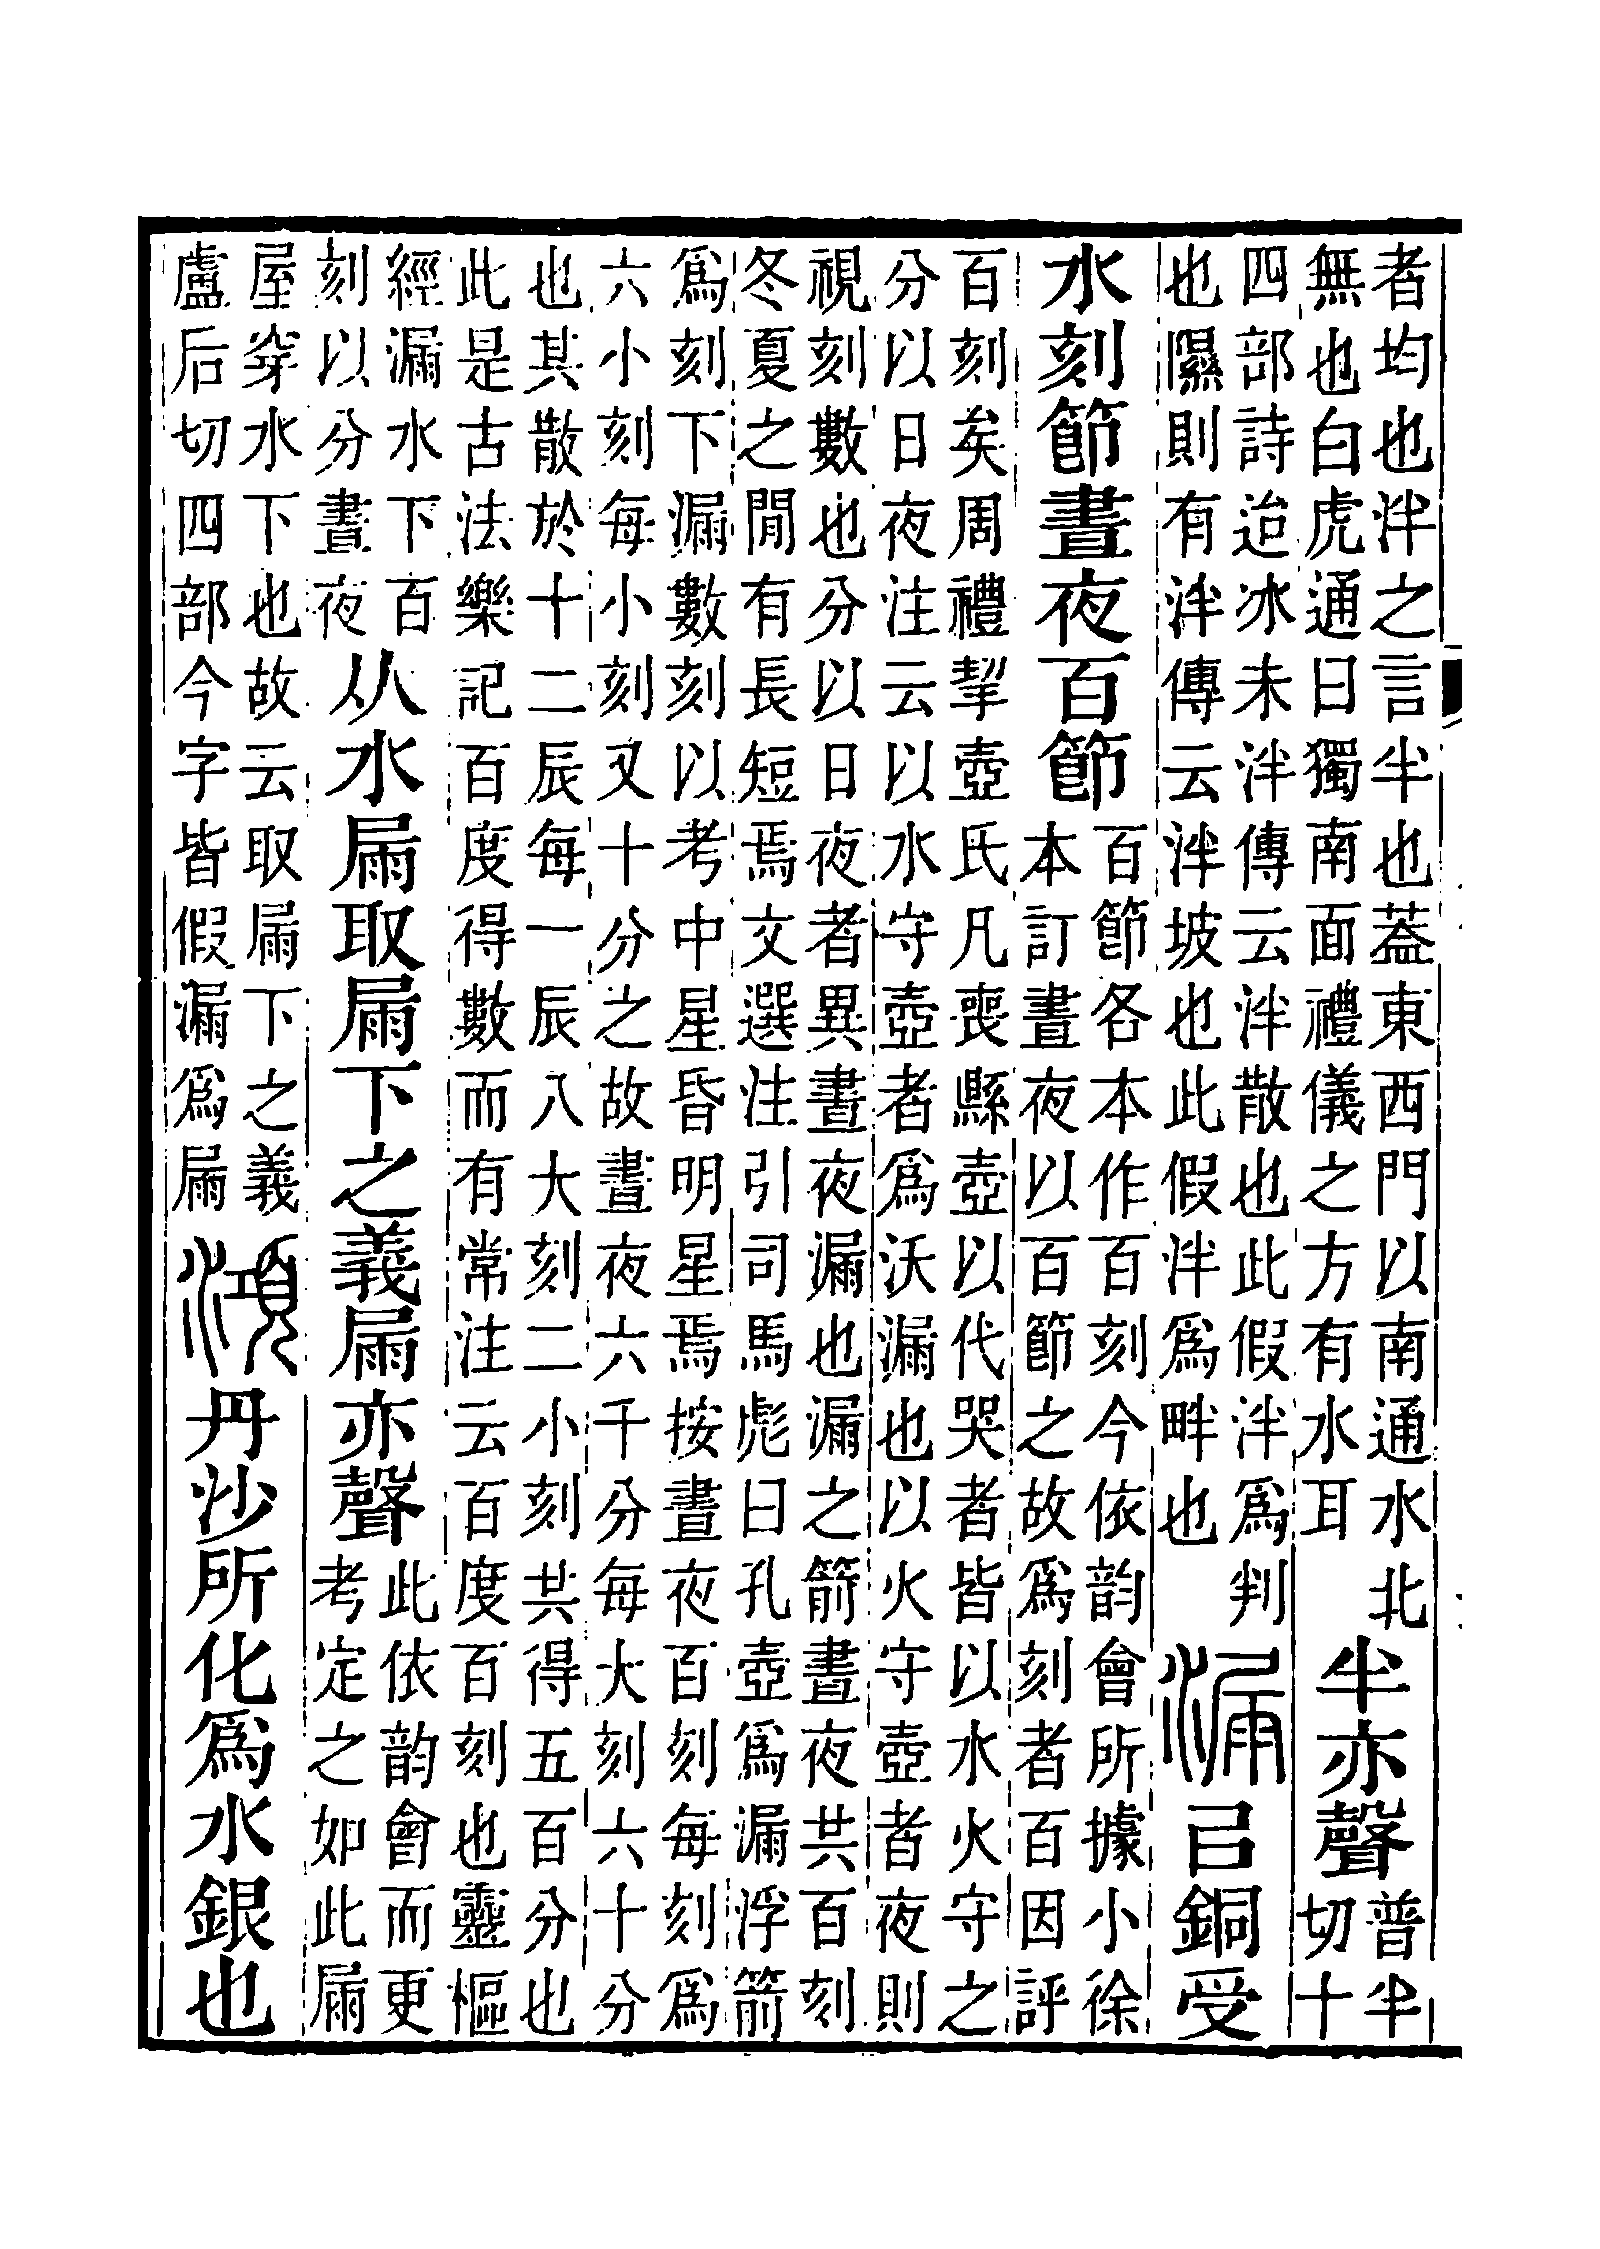 者均也泮之言半也蓋東西門以南通水北
無也白虎通曰獨南面禮儀之方有水耳
半亦聲
普半
切十
四部詩迨冰未泮傳云泮散也此假泮爲判
也隰則有泮傳云泮坡也此假泮爲畔也
漏㠯銅受
水刻節晝夜百節
百節各本作百刻今依韵會所據小徐
本訂晝夜以百節之故爲刻者百因評
百刻矣周禮挈壺氏凡喪縣壺以代哭者皆以水火守之
分以日夜注云以水守壺者爲沃漏也以火守壺者夜則
視刻數也分以日夜者異晝夜漏也漏之箭晝夜共百刻
冬夏之閒有長短焉文選注引司馬彪曰孔壺爲漏浮箭
爲刻下漏數刻以考中星昏明星焉按晝夜百刻每刻爲
六小刻每小刻又十分之故晝夜六千分每大刻六十分
也其散於十二辰每一辰八大刻二小刻共得五百分也
此是古法樂記百度得數而有常注云百度百刻也靈樞
經漏水下百
刻以分晝夜
从水屚取屚下之義屚亦聲
此依韵會而更
考定之如此屚
屋穿水下也故云取屚下之義
盧后切四部今字皆假漏爲屚
澒丹沙所化爲水銀也